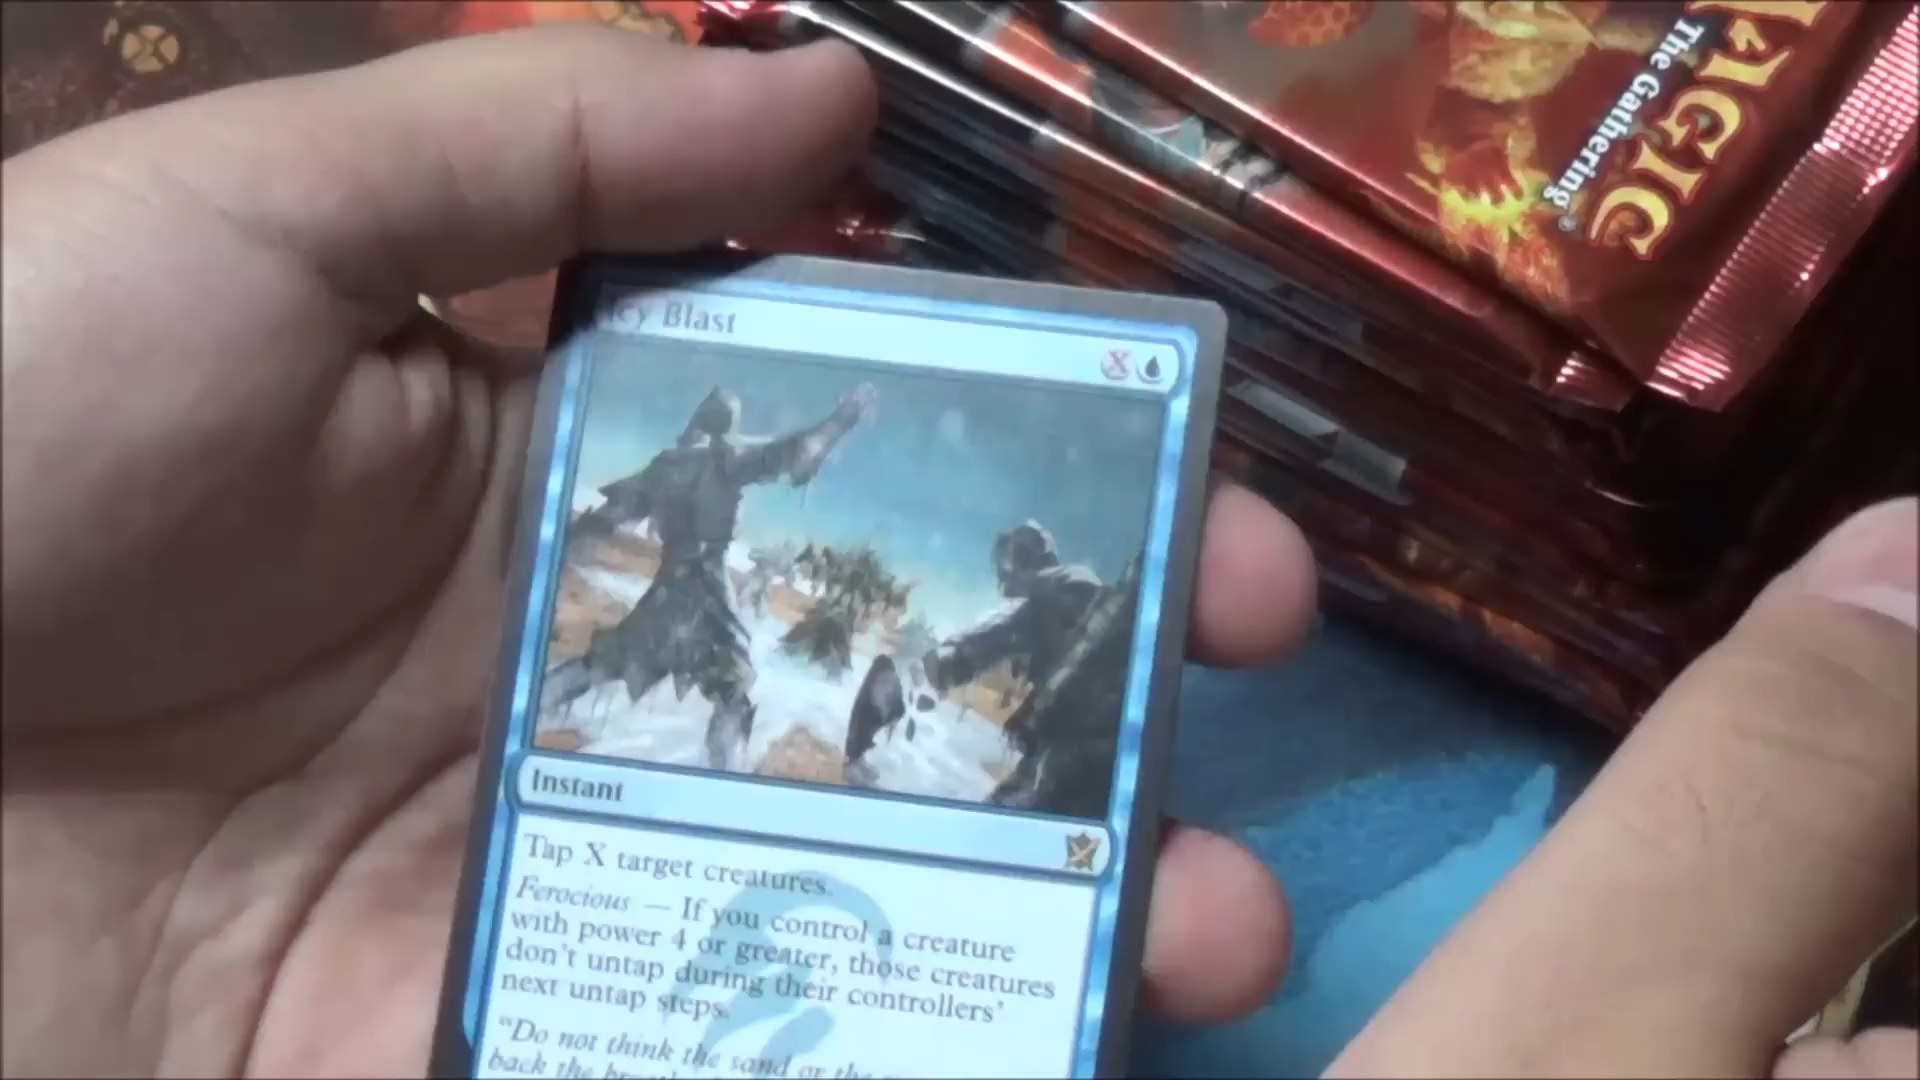 MAGIC
The Gathering®
Icy Blast
X
Instant
Tap X target creatures.
Ferocious — If you control a creature
with power 4 or greater, those creatures
don't untap during their controllers'
next untap steps.
"Do not think the sand or the
back the